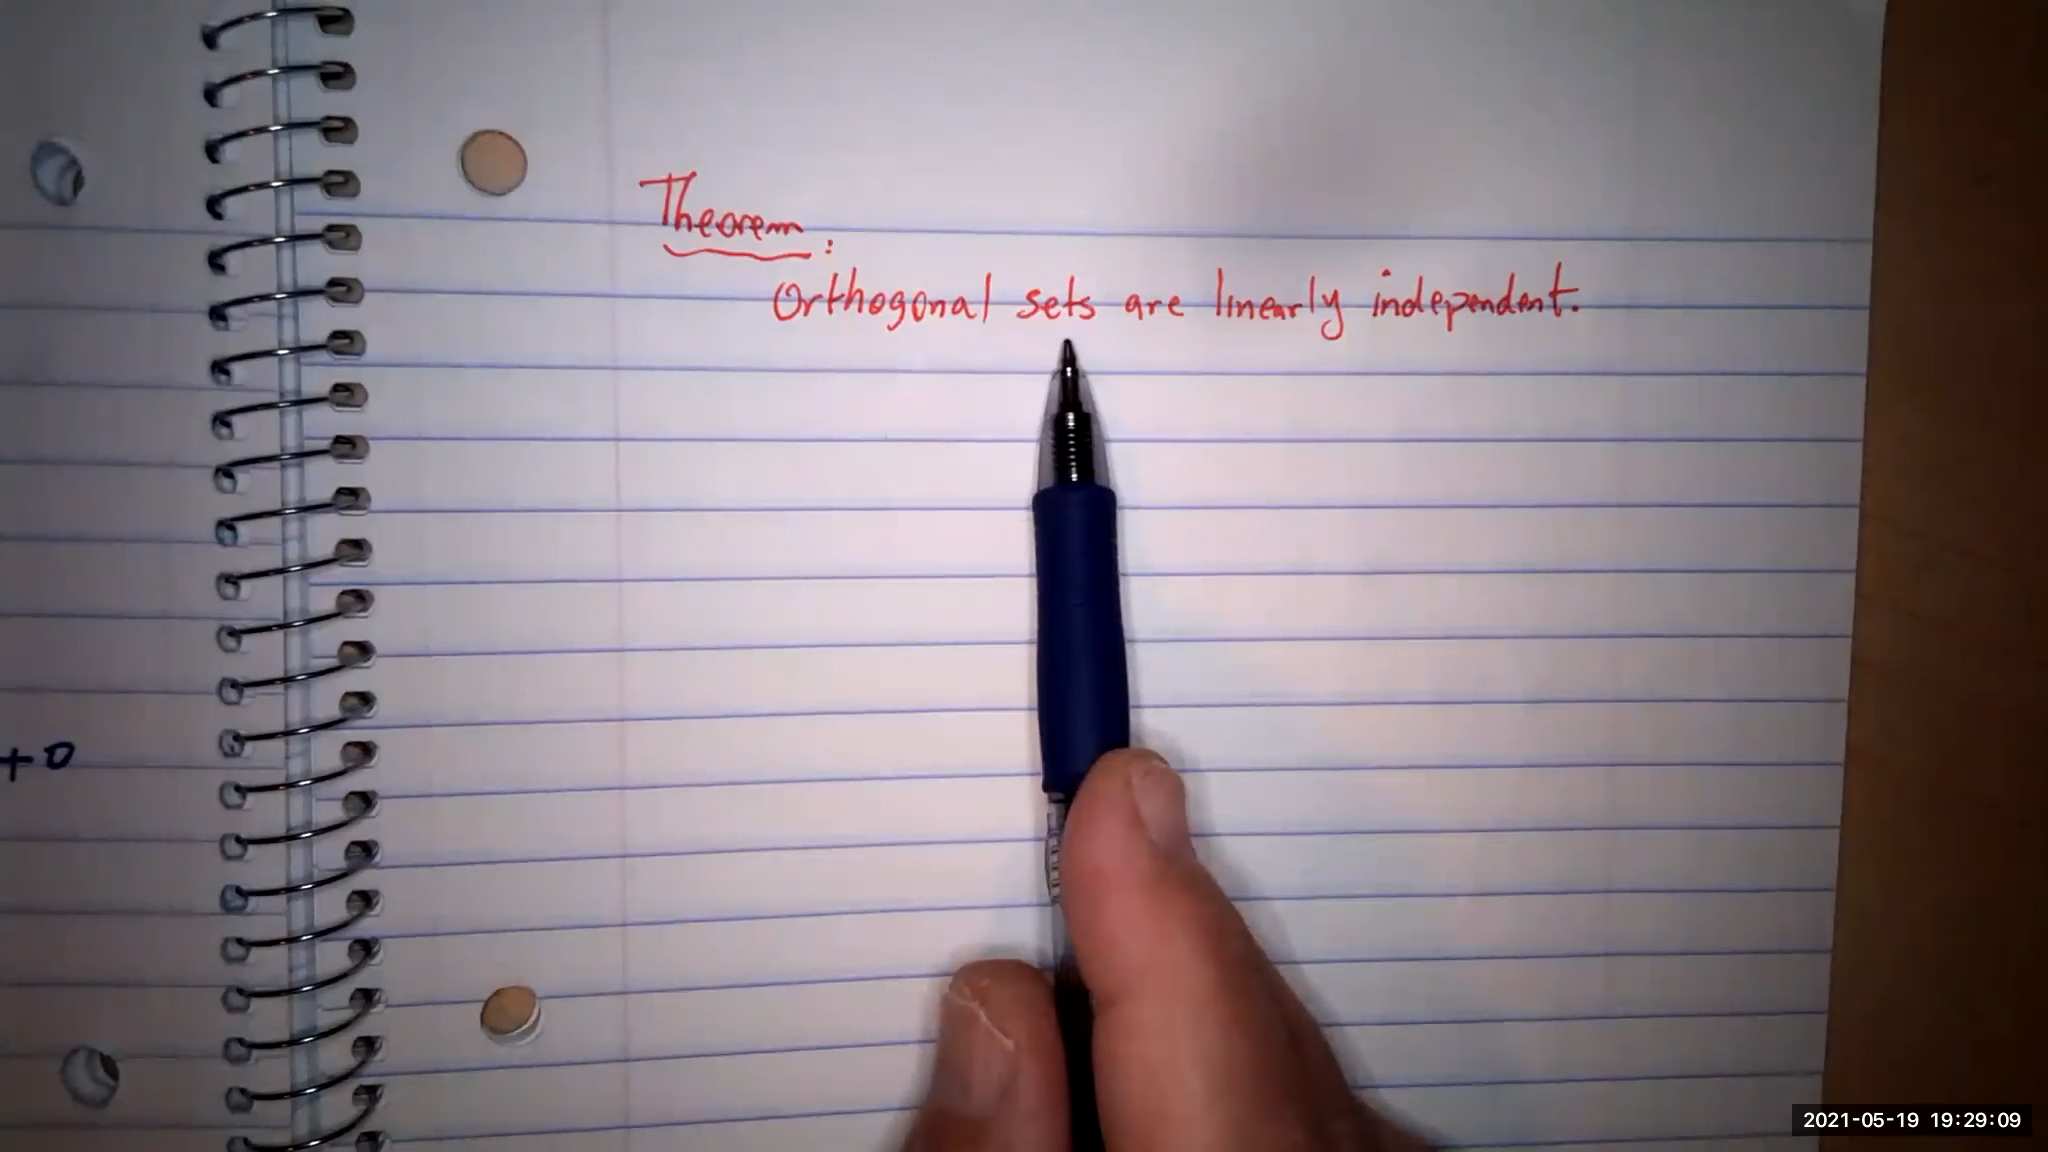 Theorem:
Orthogonal sets are linearly independent.
+0
2021-05-19 19:29:09